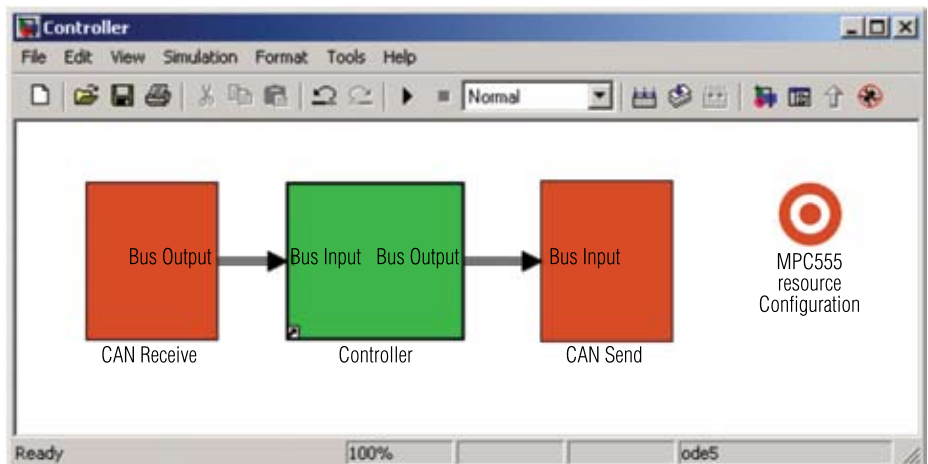 Controller
File Edit View Simulation Format Tools Help
Normal
Bus Output
Bus Input Bus Output
Bus Input
CAN Receive
Controller
CAN Send
MPC555
resource
Configuration
Ready 100% ode5